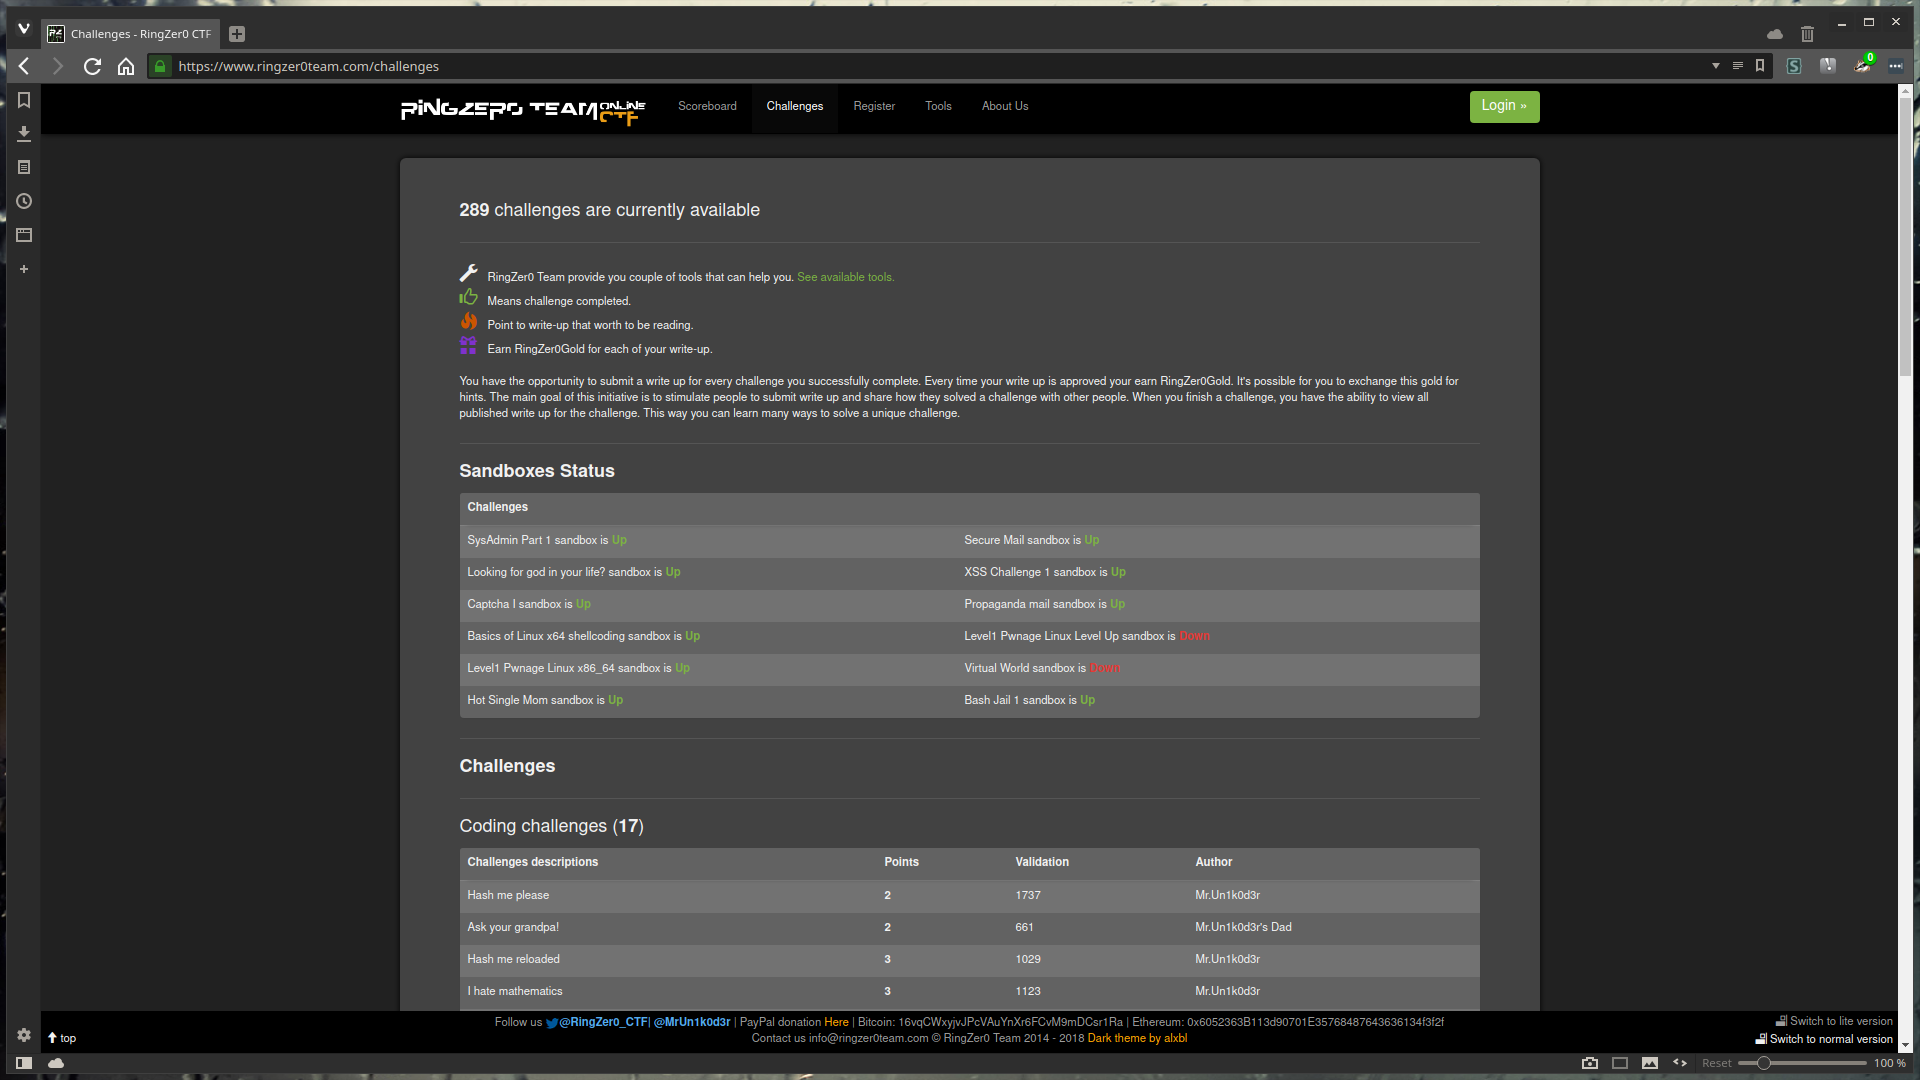 Challenges - RingZer0 CTF
https://www.ringzer0team.com/challenges
0
RiNGZER0 TEAM ONLINE CTF
Scoreboard Challenges Register Tools About Us Login »
289 challenges are currently available
RingZer0 Team provide you couple of tools that can help you. See available tools.
Means challenge completed.
Point to write-up that worth to be reading.
Earn RingZer0Gold for each of your write-up.
You have the opportunity to submit a write up for every challenge you successfully complete. Every time your write up is approved your earn RingZer0Gold. It's possible for you to exchange this gold for
hints. The main goal of this initiative is to stimulate people to submit write up and share how they solved a challenge with other people. When you finish a challenge, you have the ability to view all
published write up for the challenge. This way you can learn many ways to solve a unique challenge.
Sandboxes Status
Challenges
SysAdmin Part 1 sandbox is Up Secure Mail sandbox is Up
Looking for god in your life? sandbox is Up XSS Challenge 1 sandbox is Up
Captcha I sandbox is Up Propaganda mail sandbox is Up
Basics of Linux x64 shellcoding sandbox is Up Level1 Pwnage Linux Level Up sandbox is Down
Level1 Pwnage Linux x86_64 sandbox is Up Virtual World sandbox is Down
Hot Single Mom sandbox is Up Bash Jail 1 sandbox is Up
Challenges
Coding challenges (17)
Challenges descriptions Points Validation Author
Hash me please 2 1737 Mr.Un1k0d3r
Ask your grandpa! 2 661 Mr.Un1k0d3r's Dad
Hash me reloaded 3 1029 Mr.Un1k0d3r
I hate mathematics 3 1123 Mr.Un1k0d3r
Follow us @RingZer0_CTF| @MrUn1k0d3r | PayPal donation Here | Bitcoin: 16vqCWxyjvJPcVAuYnXr6FCvM9mDCsr1Ra | Ethereum: 0x6052363B113d90701E35768487643636134f3f2f
Contact us info@ringzer0team.com © RingZer0 Team 2014 - 2018 Dark theme by alxbl
top
Switch to lite version
Switch to normal version
Reset 100 %